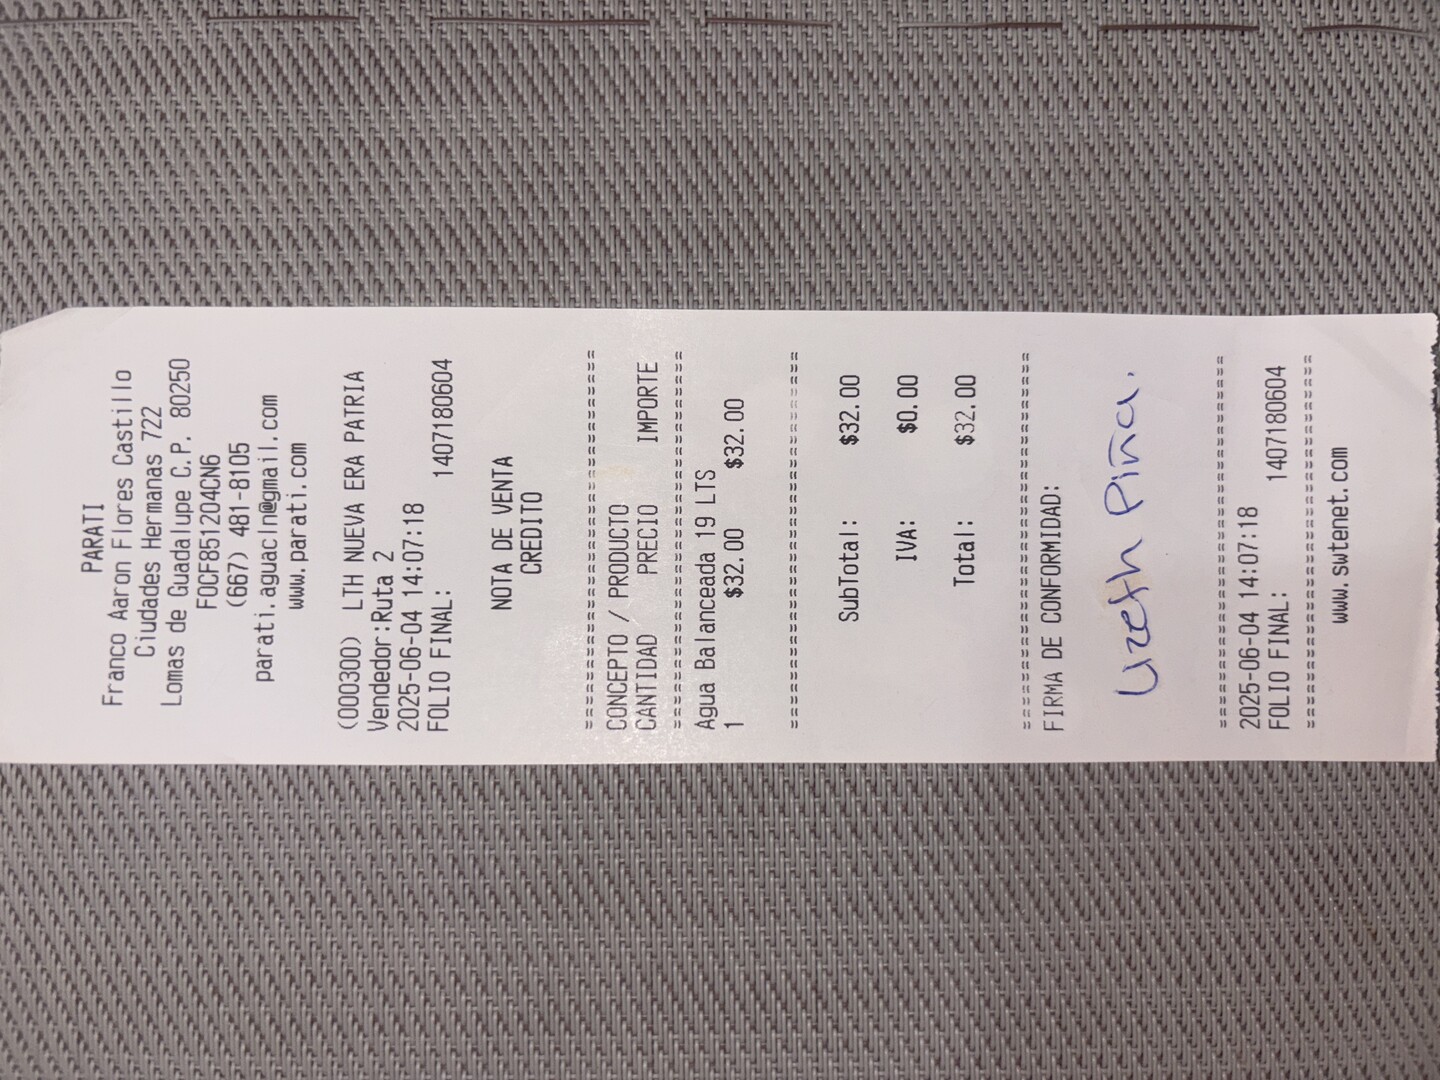 PARATI
Franco Aaron Flores Castillo
Ciudades Hermanas 722
Lomas de Guadalupe C.P. 80250
FOCF851204CN6
(667) 481-8105
parati.aguacln@gmail.com
www.parati.com
(000300) LTH NUEVA ERA PATRIA
Vendedor:Ruta 2
2025-06-04 14:07:18
FOLIO FINAL: 1407180604
NOTA DE VENTA
CREDITO
==============================
CONCEPTO / PRODUCTO
CANTIDAD PRECIO IMPORTE
==============================
Agua Balanceada 19 LTS
1 $32.00 $32.00
==============================
SubTotal: $32.00
IVA: $0.00
Total: $32.00
==============================
FIRMA DE CONFORMIDAD:
Lizeth Piña.
==============================
2025-06-04 14:07:18
FOLIO FINAL: 1407180604
==============================
www.swtenet.com